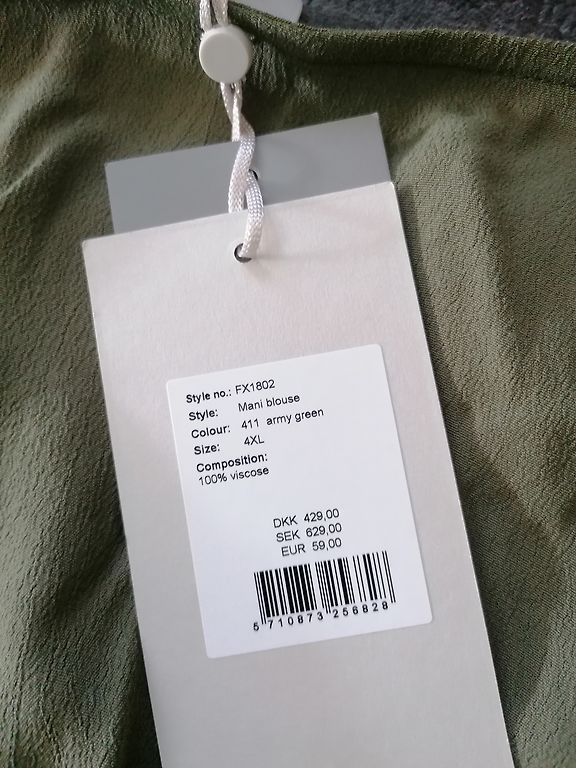 Style no.: FX1802
Style: Mani blouse
Colour: 411 army green
Size: 4XL
Composition:
100% viscose
DKK 429,00
SEK 629,00
EUR 59,00
5 710873 256828